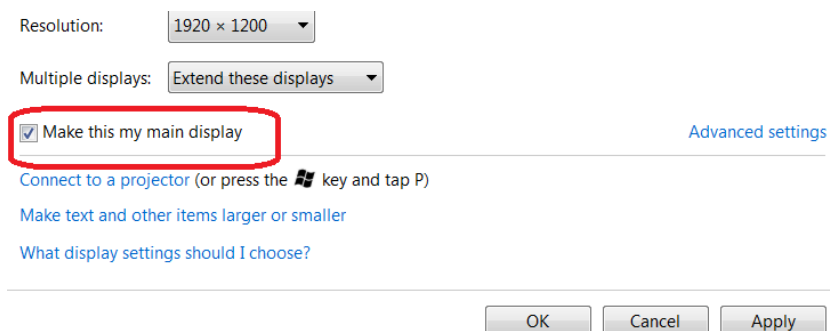 Resolution: 1920 × 1200
Multiple displays: Extend these displays
Make this my main display Advanced settings
Connect to a projector (or press the key and tap P)
Make text and other items larger or smaller
What display settings should I choose?
OK Cancel Apply